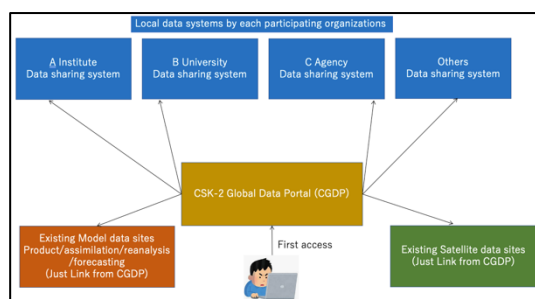 Local data systems by each participating organizations
A Institute
Data sharing system
B University
Data sharing system
C Agency
Data sharing system
Others
Data sharing system
CSK-2 Global Data Portal (CGDP)
Existing Model data sites
Product/assimilation/reanalysis
/forecasting
(Just Link from CGDP)
First access
Existing Satellite data sites
(Just Link from CGDP)